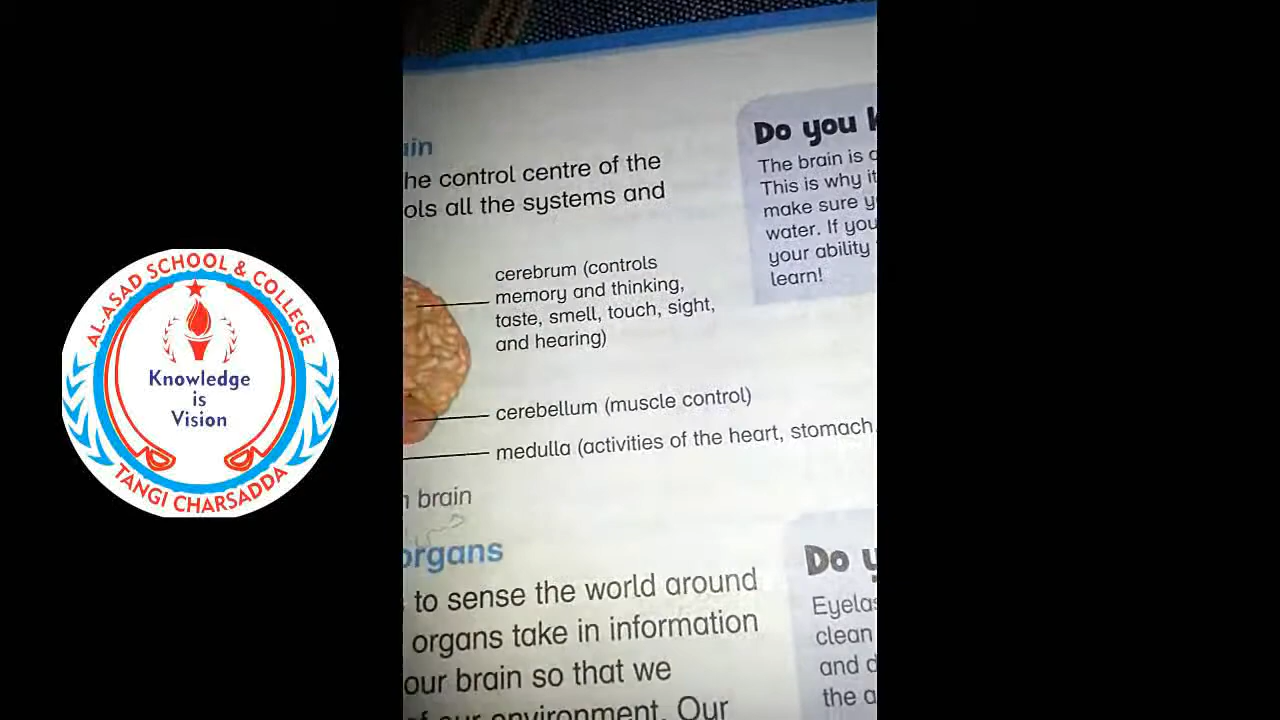 AL-ASAD SCHOOL & COLLEGE
Knowledge
is
Vision
TANGI CHARSADDA
control centre of the
all the systems and
cerebrum (controls
memory and thinking,
taste, smell, touch, sight,
and hearing)
cerebellum (muscle control)
medulla (activities of the heart, stomach,
brain
organs
to sense the world around
organs take in information
our brain so that we
our environment. Our
Do you
The brain is
This is why it
make sure
water. If you
your ability
learn!
Do
clean
and
the